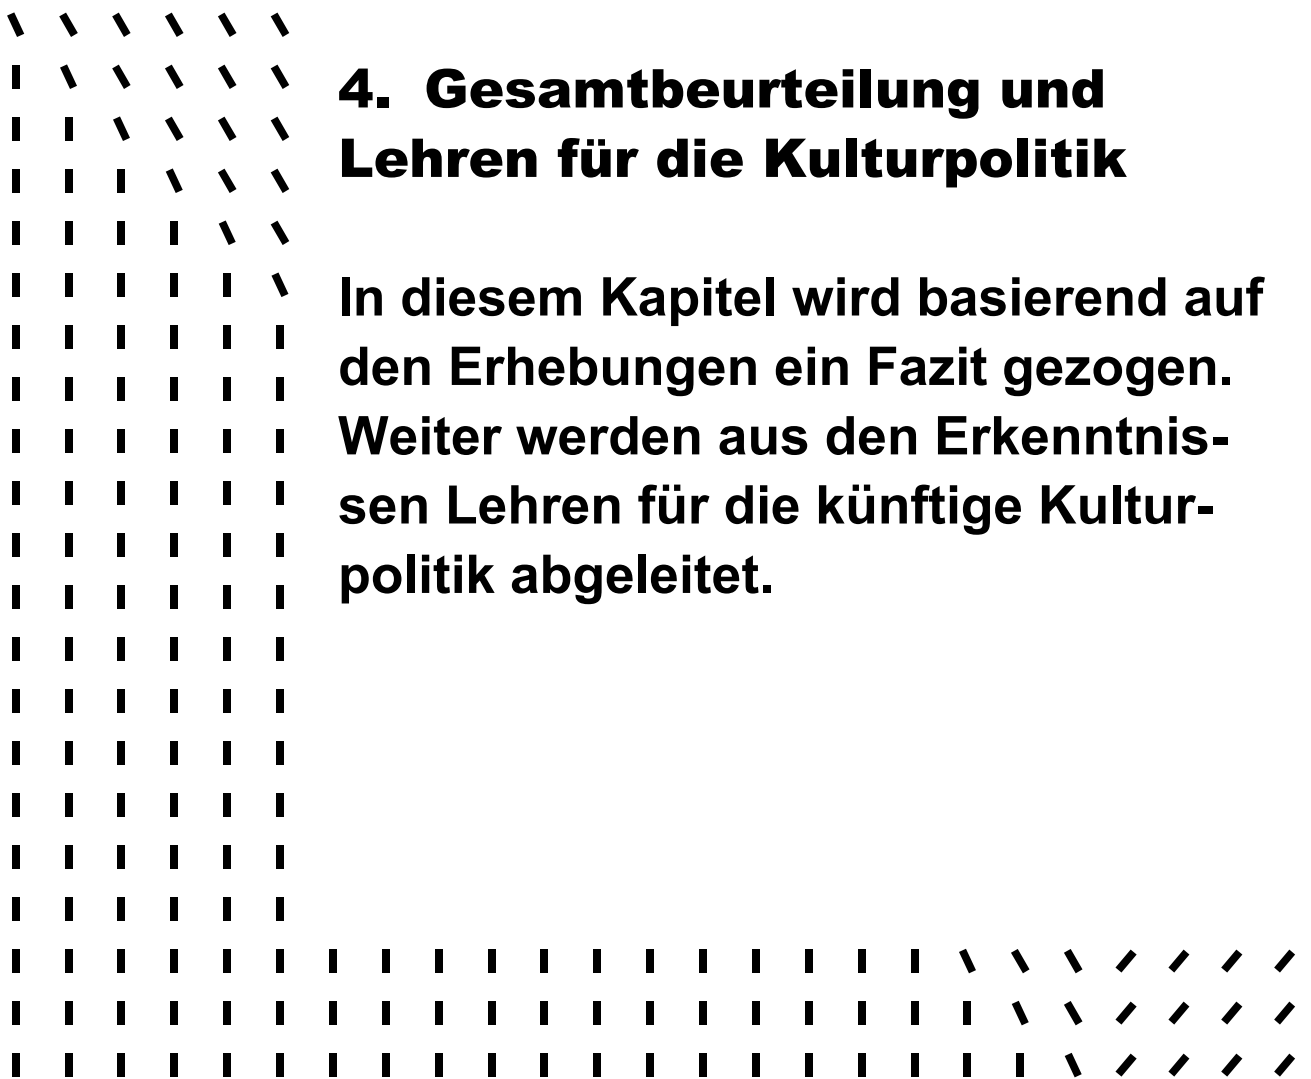 4. Gesamtbeurteilung und
Lehren für die Kulturpolitik
In diesem Kapitel wird basierend auf
den Erhebungen ein Fazit gezogen.
Weiter werden aus den Erkenntnis-
sen Lehren für die künftige Kultur-
politik abgeleitet.